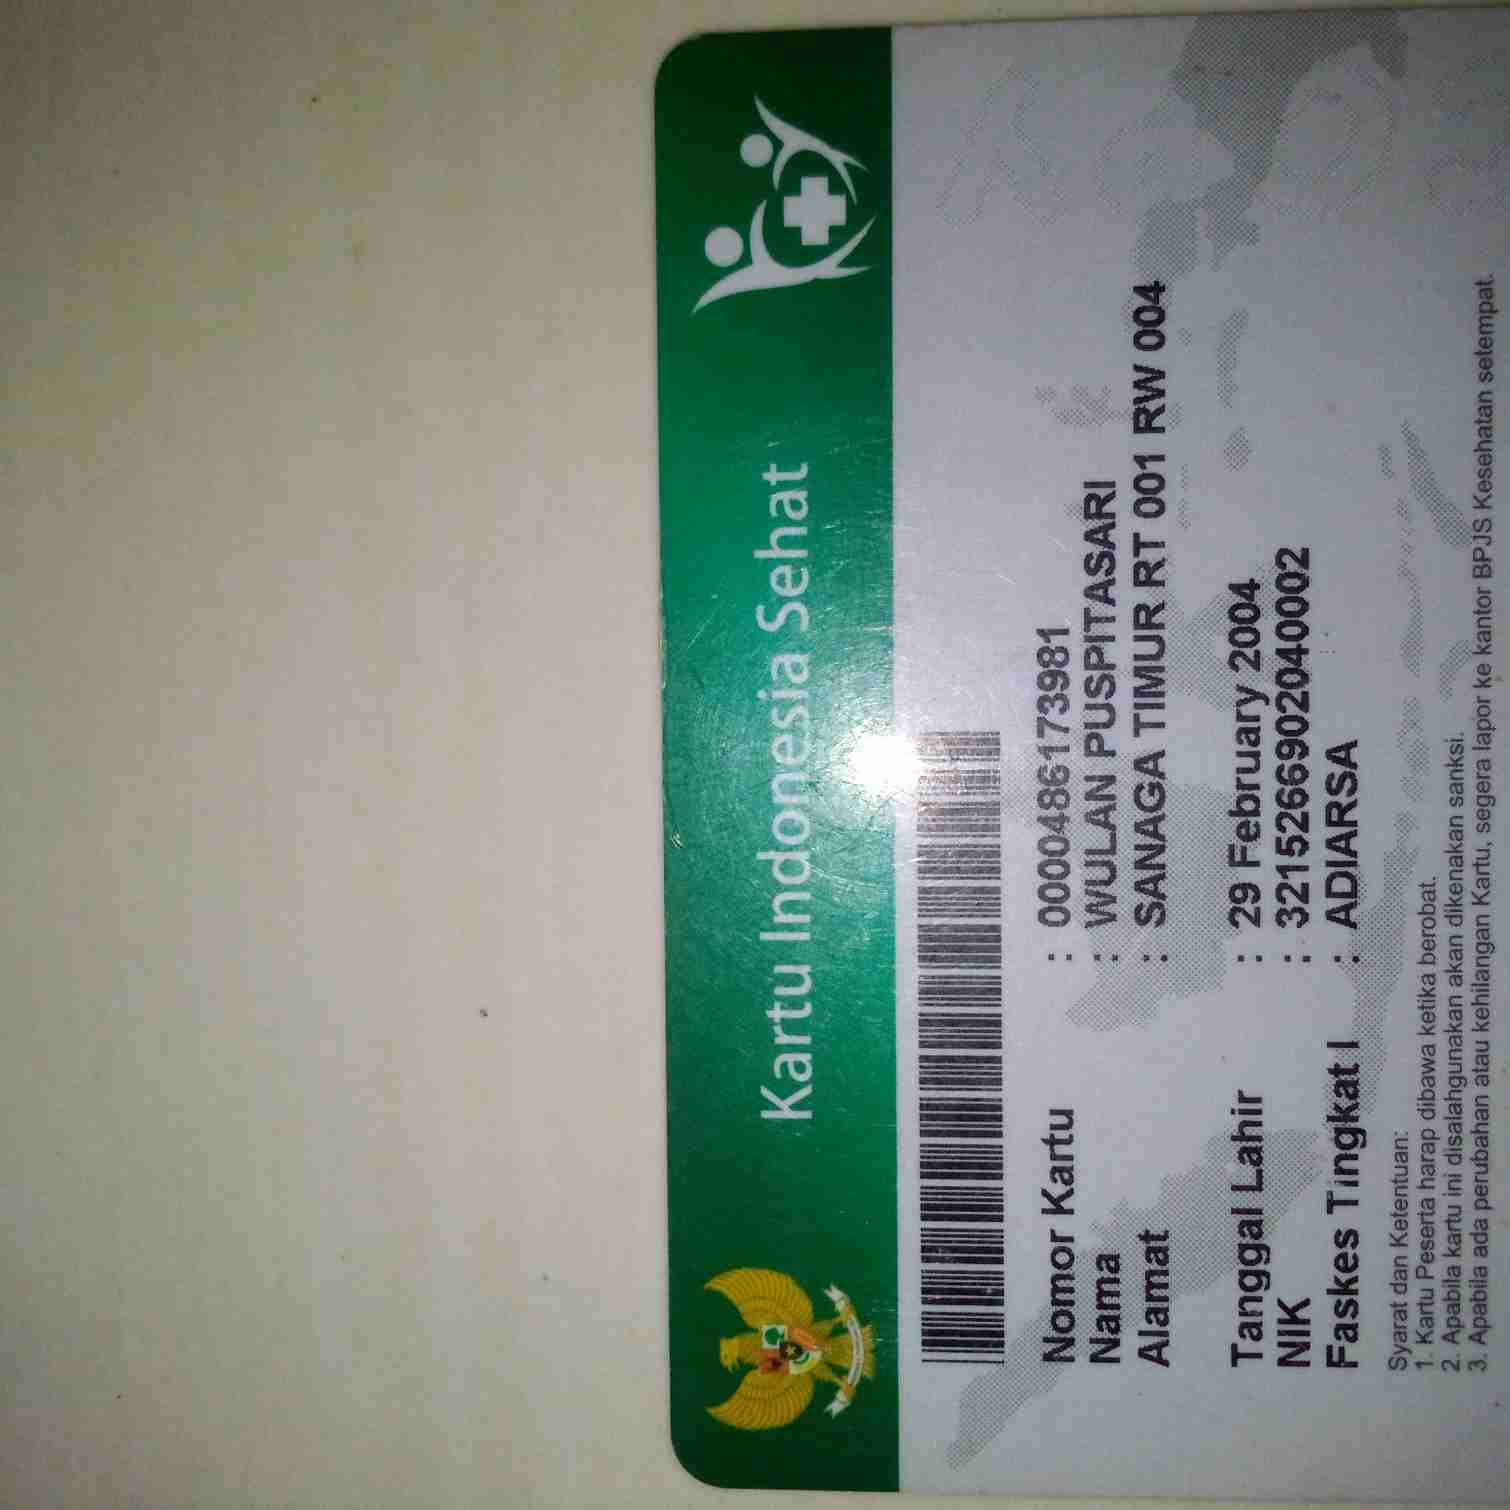 Kartu Indonesia Sehat
Nomor Kartu : 0000486173981
Nama : WULAN PUSPITASARI
Alamat : SANAGA TIMUR RT 001 RW 004
Tanggal Lahir : 29 February 2004
NIK : 3215266902040002
Faskes Tingkat I : ADIARSA
Syarat dan Ketentuan:
1. Kartu Peserta harap dibawa ketika berobat.
2. Apabila kartu ini disalahgunakan akan dikenakan sanksi.
3. Apabila ada perubahan atau kehilangan Kartu, segera lapor ke kantor BPJS Kesehatan setempat.